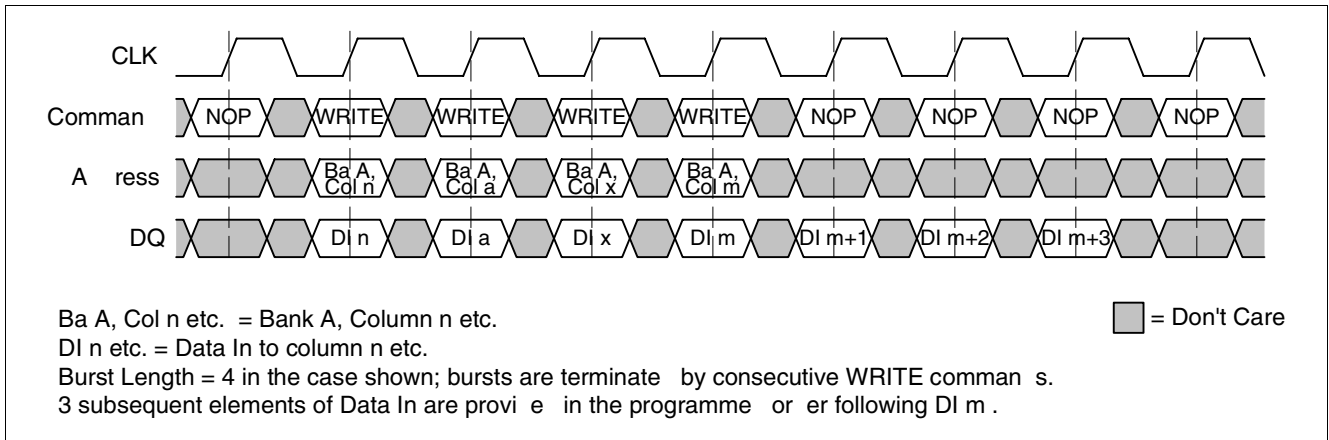 CLK
Comman NOP WRITE WRITE WRITE WRITE NOP NOP NOP NOP
A ress Ba A, Col n Ba A, Col a Ba A, Col x Ba A, Col m
DQ DI n DI a DI x DI m DI m+1 DI m+2 DI m+3
Ba A, Col n etc. = Bank A, Column n etc.
= Don't Care
DI n etc. = Data In to column n etc.
Burst Length = 4 in the case shown; bursts are terminate by consecutive WRITE comman s.
3 subsequent elements of Data In are provi e in the programme or er following DI m .